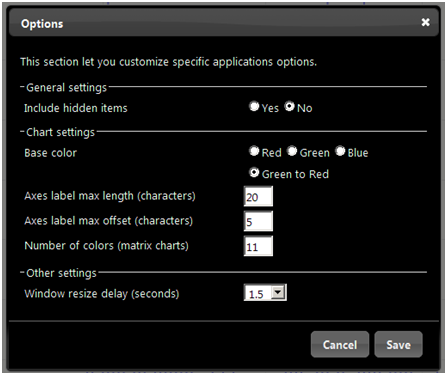 Options
This section let you customize specific applications options.
General settings
Include hidden items Yes No
Chart settings
Base color Red Green Blue
Green to Red
Axes label max length (characters) 20
Axes label max offset (characters) 5
Number of colors (matrix charts) 11
Other settings
Window resize delay (seconds) 1.5
Cancel Save